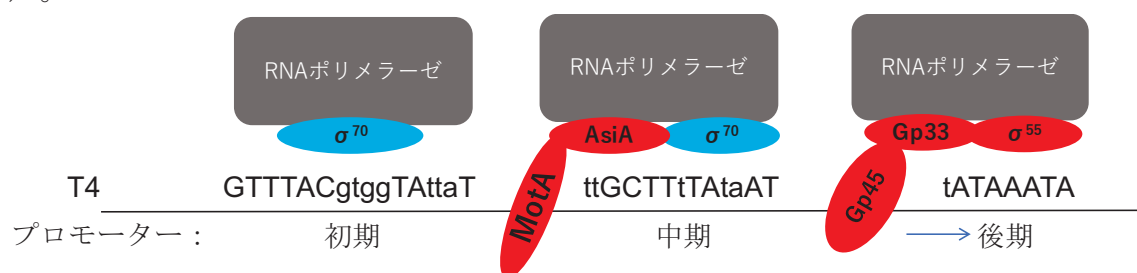 RNAポリメラーゼ RNAポリメラーゼ RNAポリメラーゼ
σ70 AsiA σ70 Gp33 σ55
MotA Gp45
T4 GTTTACgtggTAttaT ttGCTTtTAtaAT tATAAATA
プロモーター： 初期 中期 後期